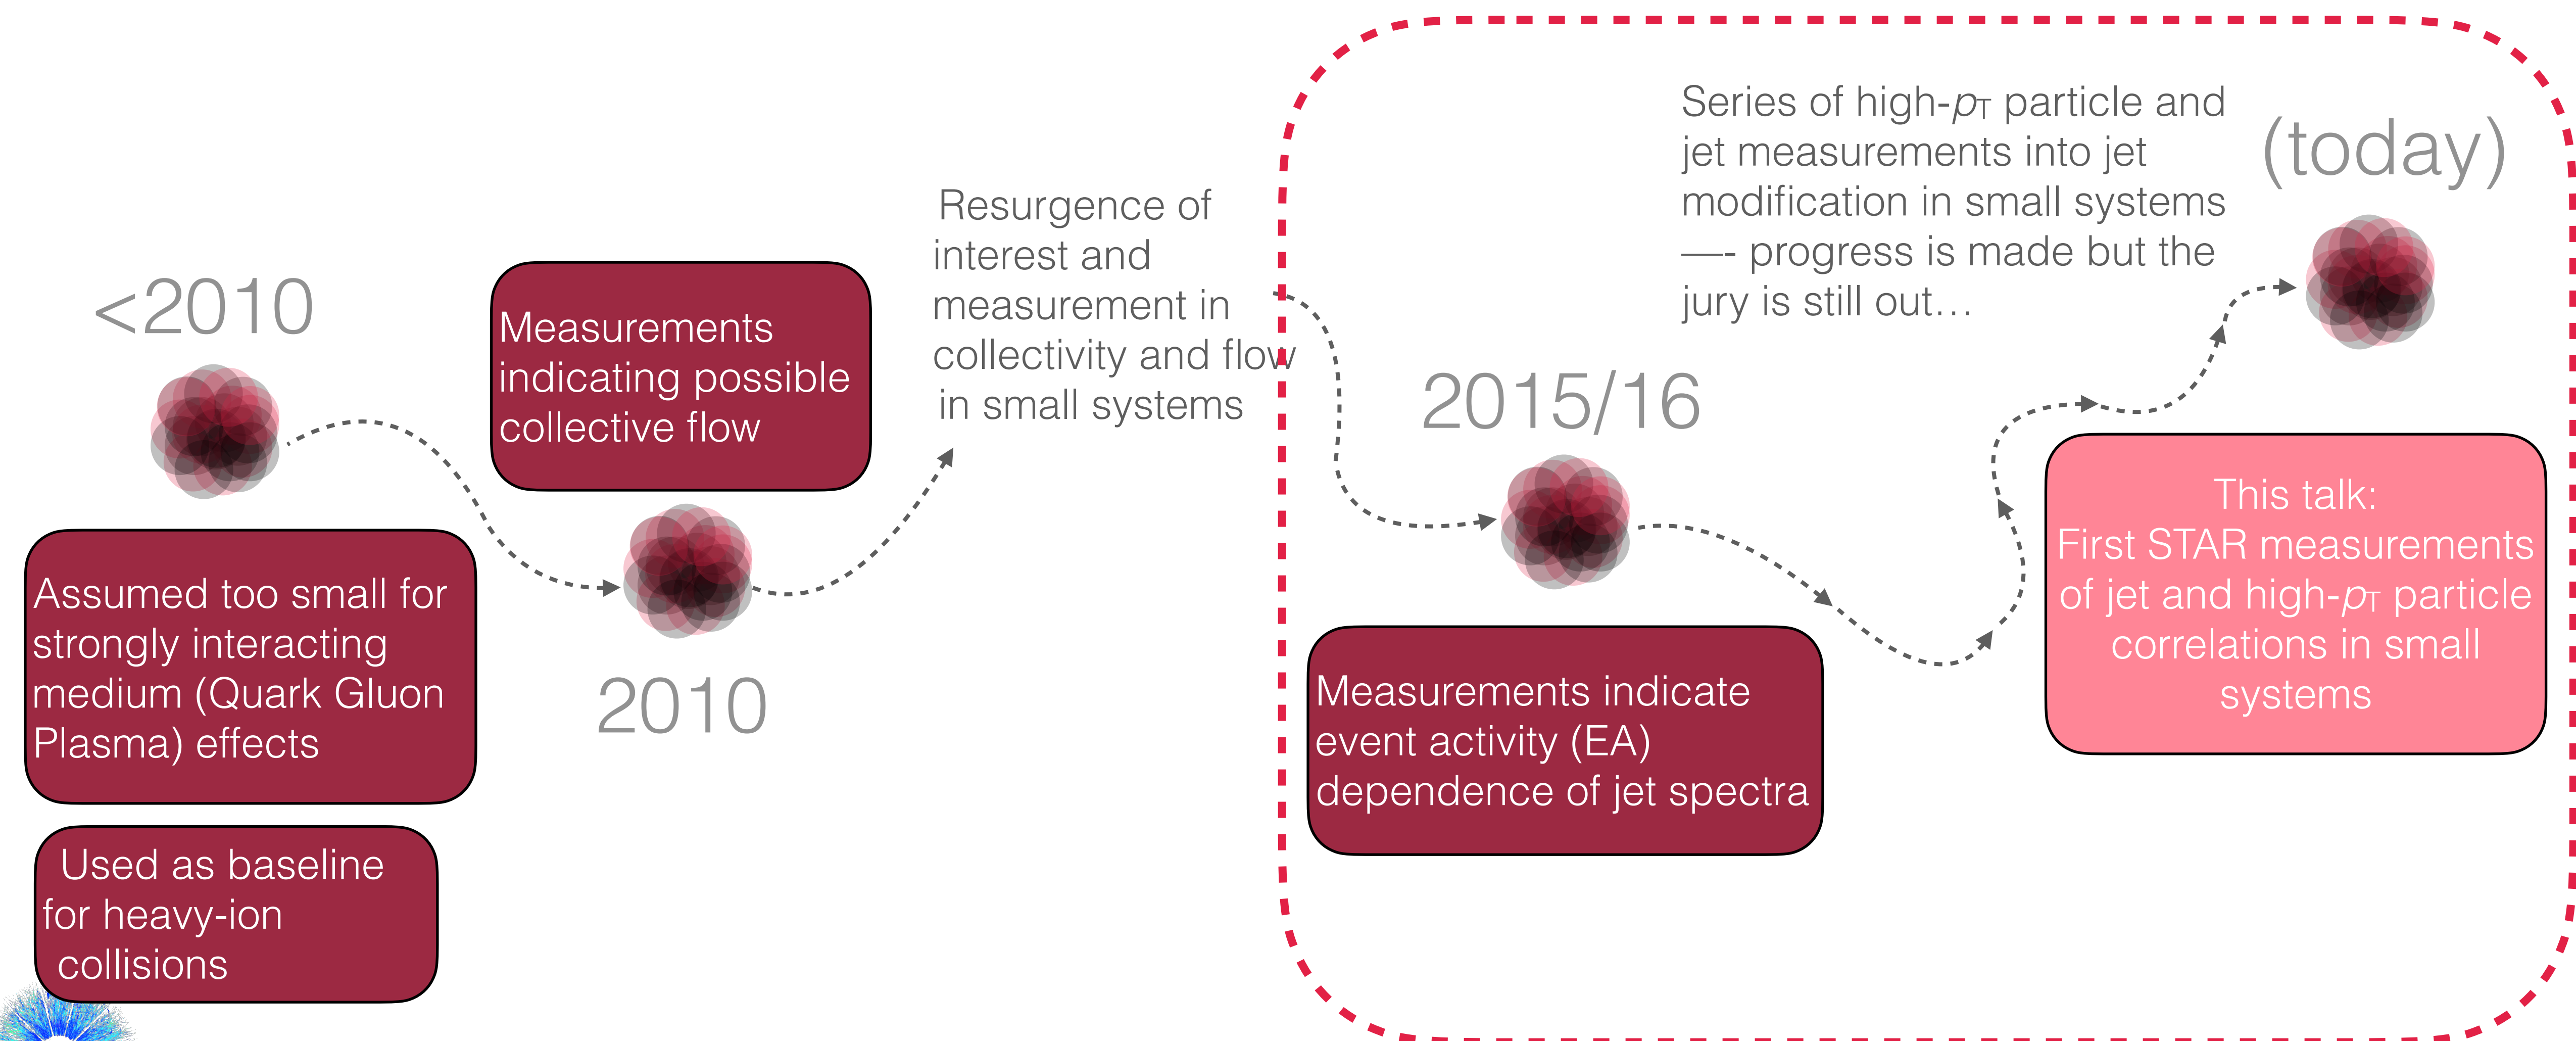 <2010
Assumed too small for
strongly interacting
medium (Quark Gluon
Plasma) effects
Used as baseline
for heavy-ion
collisions
Measurements
indicating possible
collective flow
2010
Resurgence of
interest and
measurement in
collectivity and flow
in small systems
2015/16
Measurements indicate
event activity (EA)
dependence of jet spectra
Series of high-pT particle and
jet measurements into jet
modification in small systems
—- progress is made but the
jury is still out…
(today)
This talk:
First STAR measurements
of jet and high-pT particle
correlations in small
systems